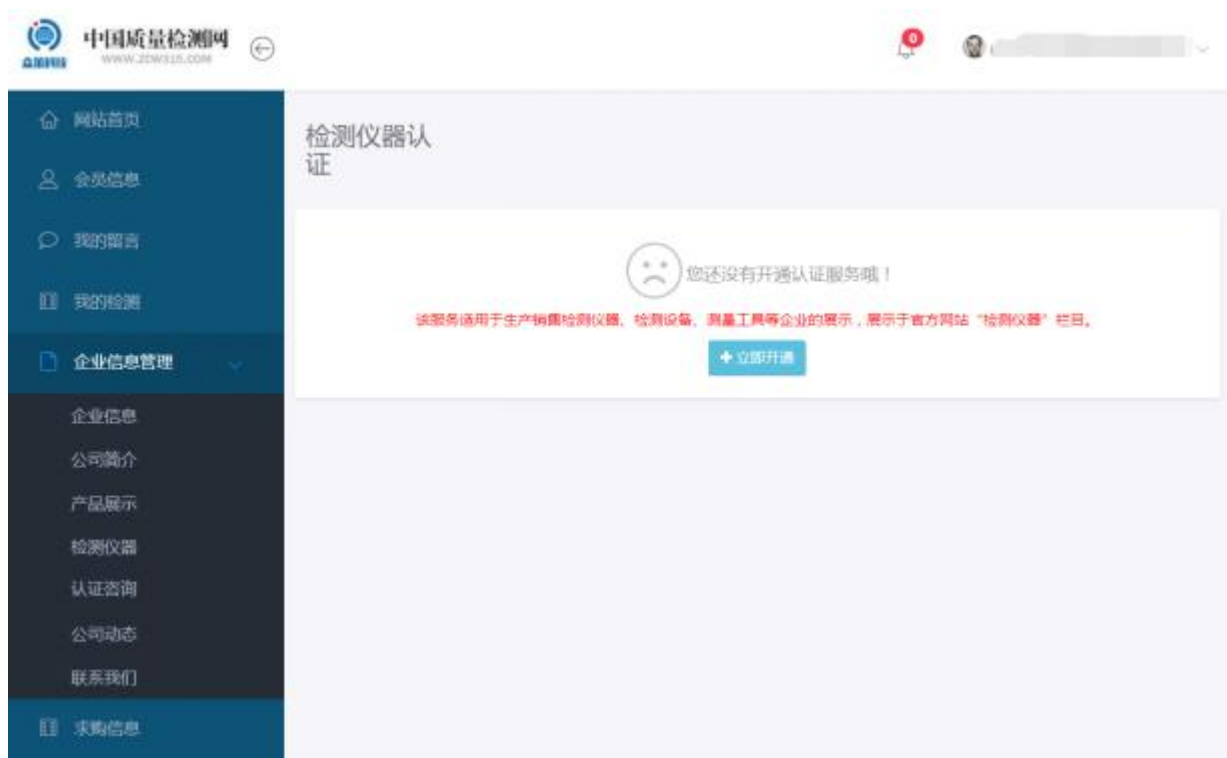 中国质量检测网
WWW.ZDW315.COM
0
网站首页
会员信息
我的留言
我的检测
企业信息管理
企业信息
公司简介
产品展示
检测仪器
认证咨询
公司动态
联系我们
求购信息
检测仪器认
证
您还没有开通认证服务哦！
该服务适用于生产销售检测仪器、检测设备、测量工具等企业的展示，展示于官方网站“检测仪器”栏目。
立即开通